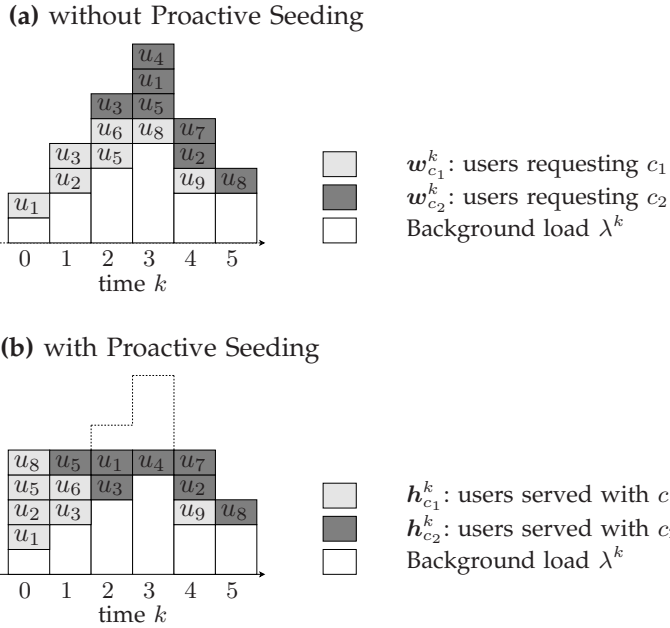 (a) without Proactive Seeding
u4
u1
u3 u5
u6 u8 u7
u3 u5 u2
u2 u9 u8
u1
0 1 2 3 4 5
time k
w^k_{c1}: users requesting c1
w^k_{c2}: users requesting c2
Background load λ^k
(b) with Proactive Seeding
u8 u5 u1 u4 u7
u5 u6 u3 u2
u2 u3 u9 u8
u1
0 1 2 3 4 5
time k
h^k_{c1}: users served with c
h^k_{c2}: users served with c
Background load λ^k